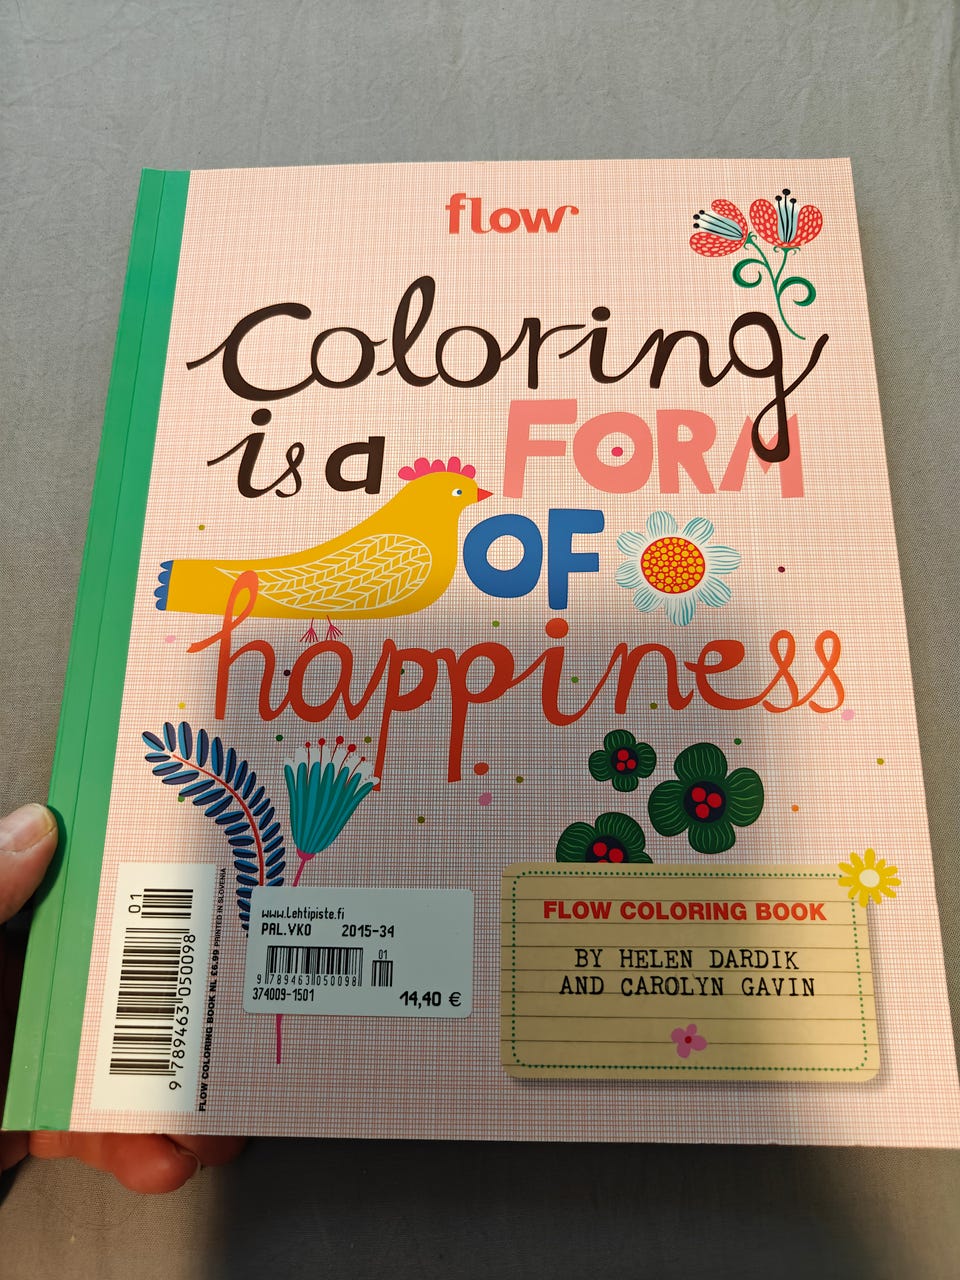 flow
Coloring
is a FORM
OF
happiness
FLOW COLORING BOOK
BY HELEN DARDIK
AND CAROLYN GAVIN
www.Lehtipiste.fi
PAL.VKO 2015-34
01
9 789463 050098
374009-1501
14,40 €
01
9 789463 050098
FLOW COLORING BOOK NL £6.99 PRINTED IN SLOVENIA